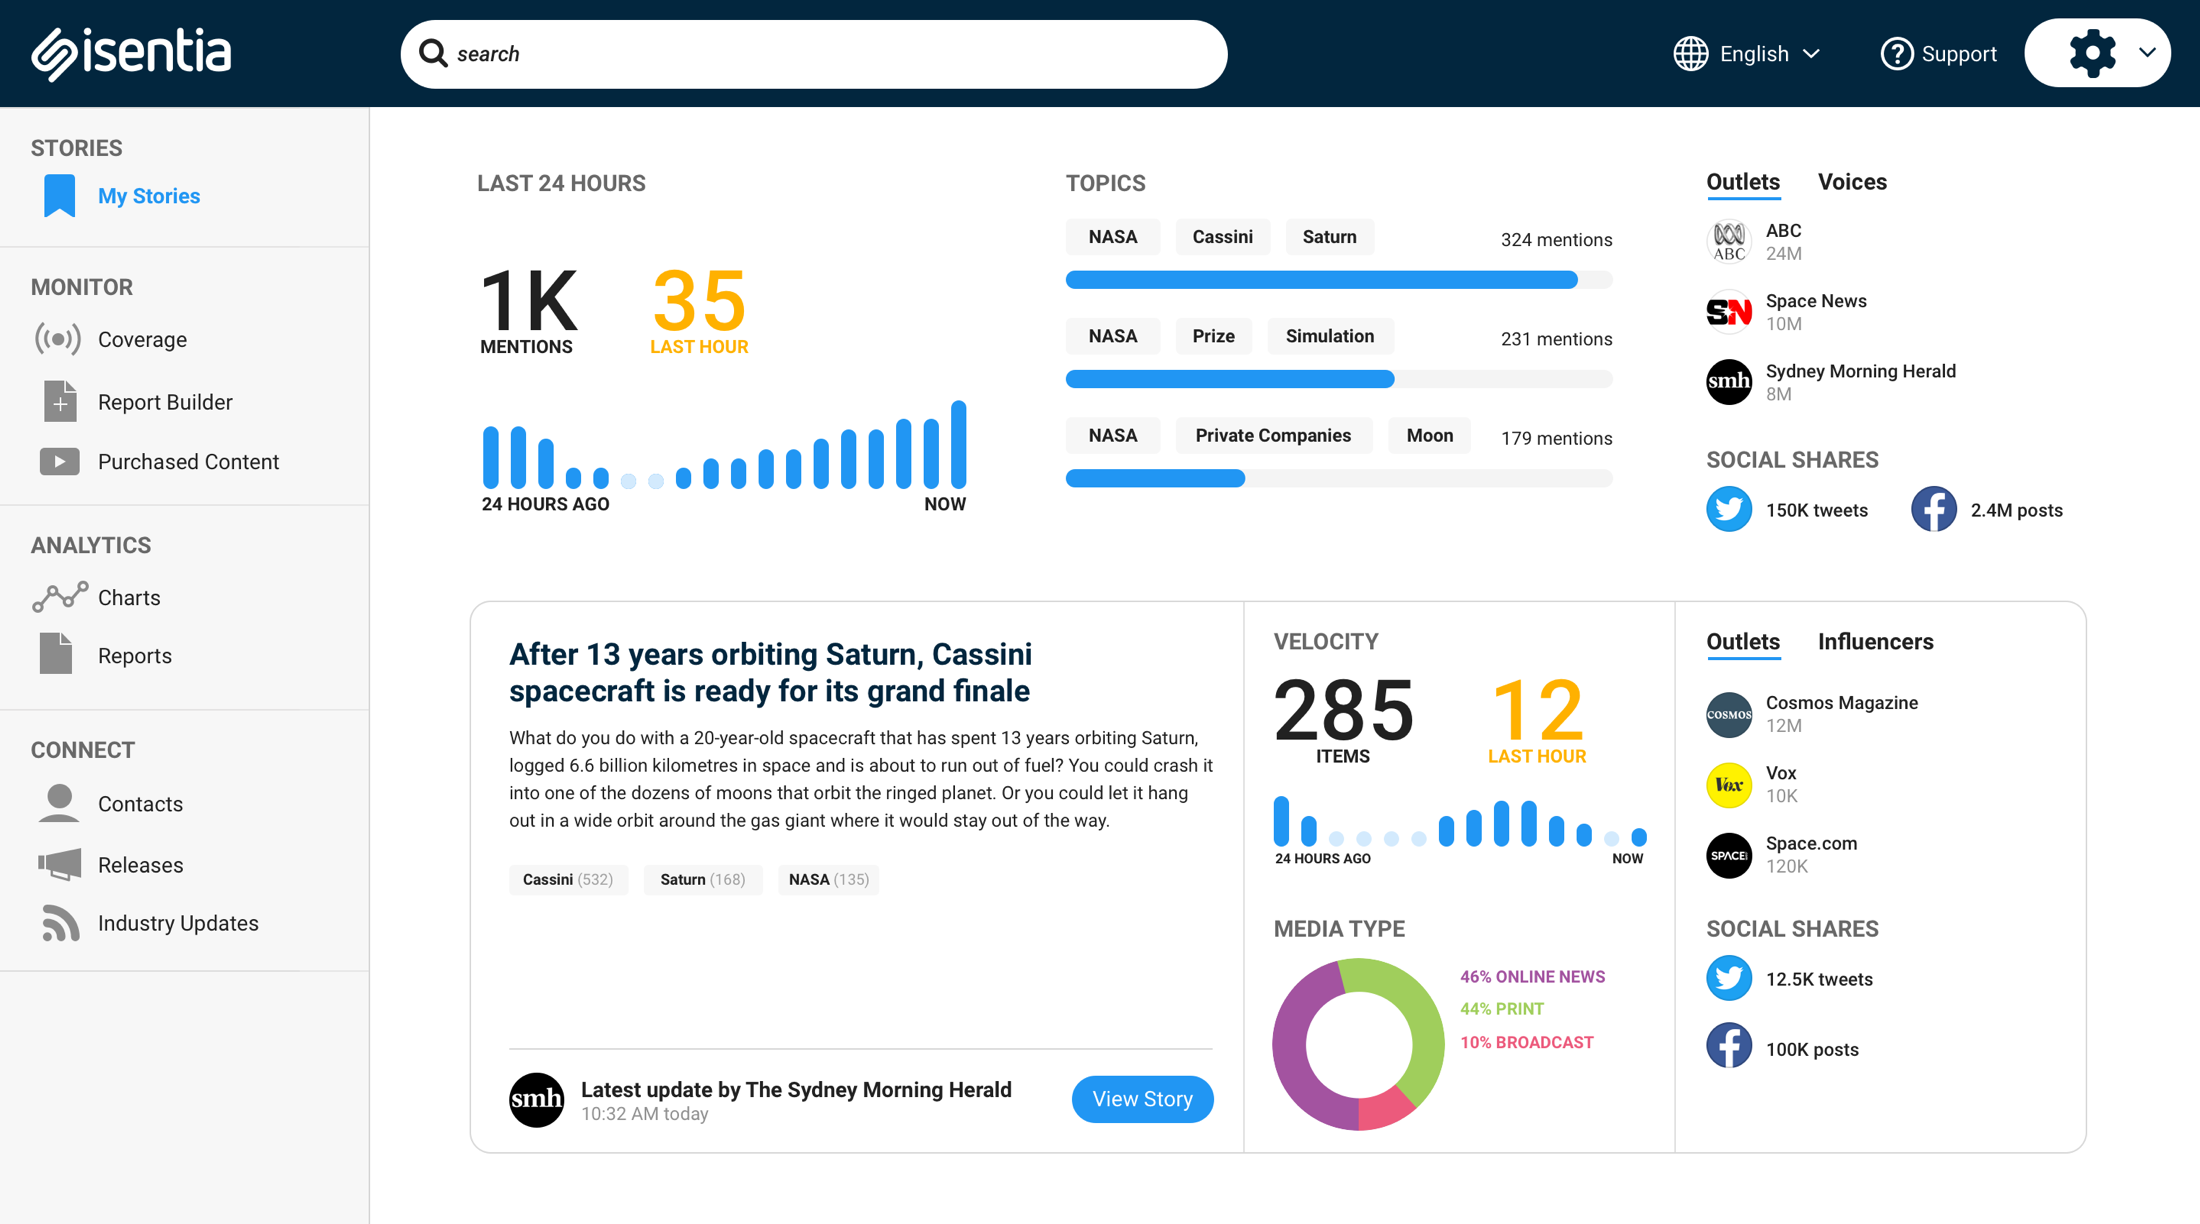 isentia
search
English
Support
STORIES
My Stories
MONITOR
Coverage
Report Builder
Purchased Content
ANALYTICS
Charts
Reports
CONNECT
Contacts
Releases
Industry Updates
LAST 24 HOURS
1K
MENTIONS
35
LAST HOUR
24 HOURS AGO
NOW
TOPICS
NASA Cassini Saturn 324 mentions
NASA Prize Simulation 231 mentions
NASA Private Companies Moon 179 mentions
Outlets Voices
ABC
ABC
24M
SN
Space News
10M
smh
Sydney Morning Herald
8M
SOCIAL SHARES
150K tweets
2.4M posts
After 13 years orbiting Saturn, Cassini
spacecraft is ready for its grand finale
What do you do with a 20-year-old spacecraft that has spent 13 years orbiting Saturn,
logged 6.6 billion kilometres in space and is about to run out of fuel? You could crash it
into one of the dozens of moons that orbit the ringed planet. Or you could let it hang
out in a wide orbit around the gas giant where it would stay out of the way.
Cassini (532) Saturn (168) NASA (135)
smh
Latest update by The Sydney Morning Herald
10:32 AM today
View Story
VELOCITY
285
ITEMS
12
LAST HOUR
24 HOURS AGO
NOW
MEDIA TYPE
46% ONLINE NEWS
44% PRINT
10% BROADCAST
Outlets Influencers
COSMOS
Cosmos Magazine
12M
Vox
Vox
10K
SPACE
Space.com
120K
SOCIAL SHARES
12.5K tweets
100K posts